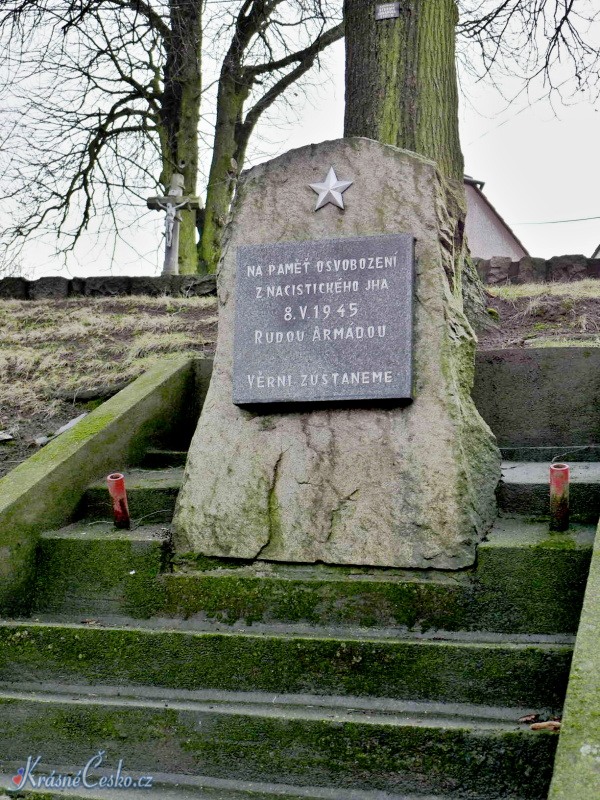 NA PAMĚŤ OSVOBOZENÍ
Z NACISTICKÉHO JHA
8.V.1945
RUDOU ARMÁDOU
VĚRNI ZŮSTANEME
KrásnéČesko.cz